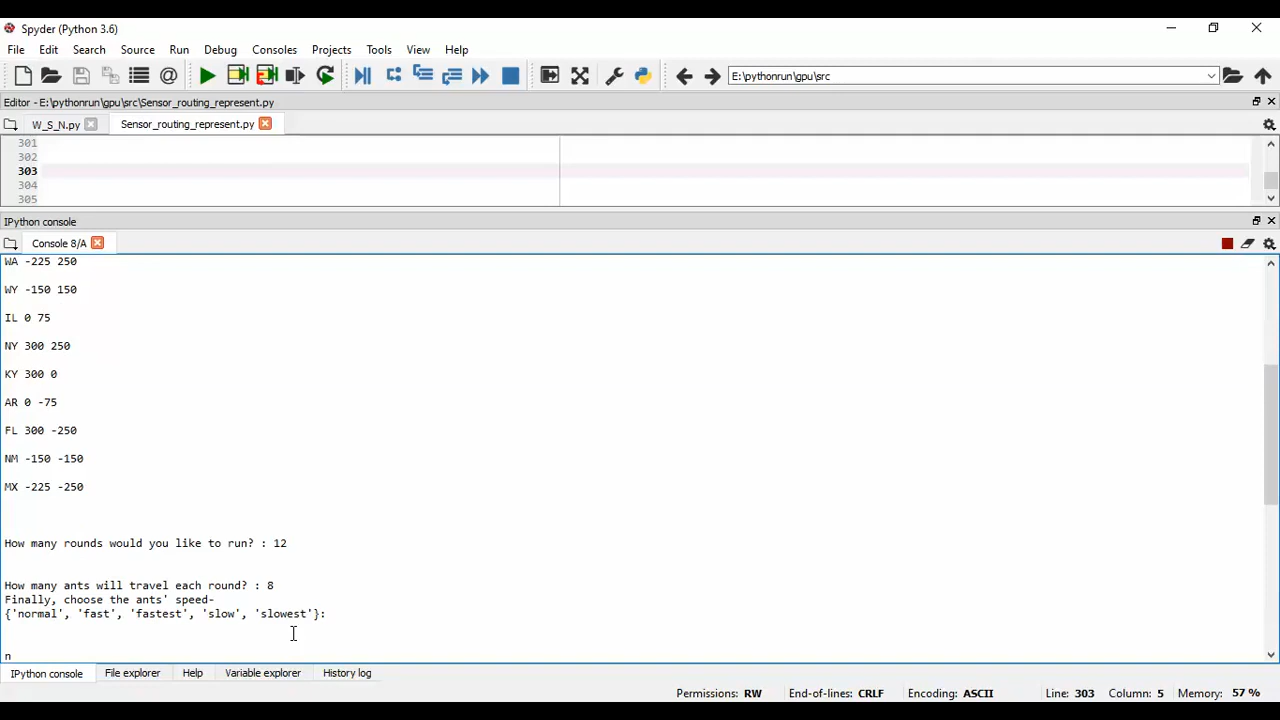 Spyder (Python 3.6)
File Edit Search Source Run Debug Consoles Projects Tools View Help
E:\pythonrun\gpu\src
Editor - E:\pythonrun\gpu\src\Sensor_routing_represent.py
W_S_N.py Sensor_routing_represent.py
301
302
303
304
305
IPython console
Console 8/A
WA -225 250
WY -150 150
IL 0 75
NY 300 250
KY 300 0
AR 0 -75
FL 300 -250
NM -150 -150
MX -225 -250
How many rounds would you like to run? : 12
How many ants will travel each round? : 8
Finally, choose the ants' speed-
{'normal', 'fast', 'fastest', 'slow', 'slowest'}:
n
IPython console File explorer Help Variable explorer History log
Permissions: RW End-of-lines: CRLF Encoding: ASCII Line: 303 Column: 5 Memory: 57 %